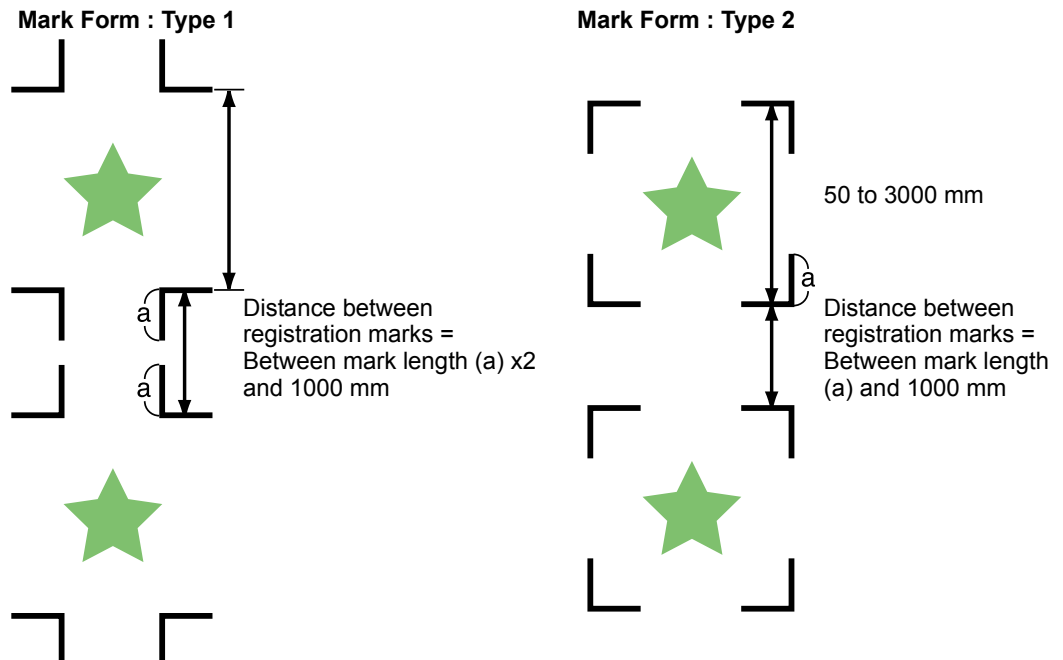 Mark Form : Type 1
a
a
Distance between
registration marks =
Between mark length (a) x2
and 1000 mm
Mark Form : Type 2
50 to 3000 mm
a
Distance between
registration marks =
Between mark length
(a) and 1000 mm